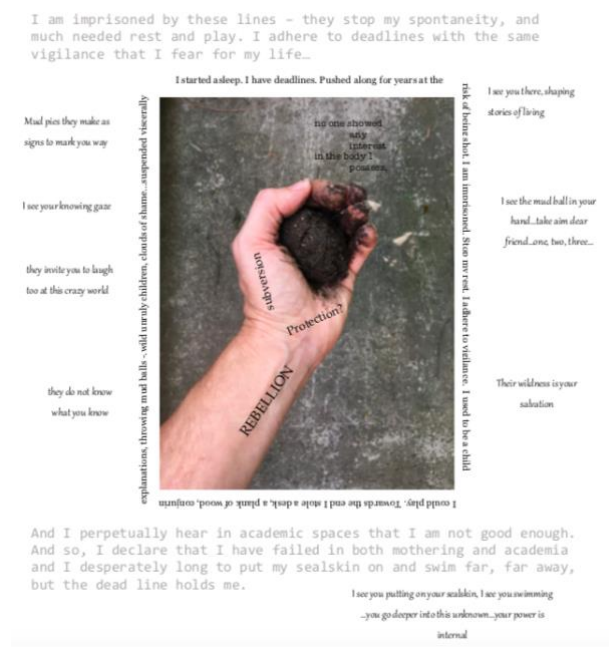 I am imprisoned by these lines – they stop my spontaneity, and
much needed rest and play. I adhere to deadlines with the same
vigilance that I fear for my life…
I started asleep. I have deadlines. Pushed along for years at the
risk of being shot. I am imprisoned. Stop my rest. I adhere to vigilance. I used to be a child
I could play. Towards the end I stole a desk, a plank of wood, conjurin
explanations, throwing mud balls -, wild unruly children, clouds of shame...suspended viscerally
Mud pies they make as
signs to mark you way
I see your knowing gaze
they invite you to laugh
too at this crazy world
they do not know
what you know
no one showed
any
interest
in the body I
possess
subversion
Protection?
REBELLION
I see you there, shaping
stories of living
I see the mud ball in your
hand...take aim dear
friend...one, two, three...
Their wildness is your
salvation
And I perpetually hear in academic spaces that I am not good enough.
And so, I declare that I have failed in both mothering and academia
and I desperately long to put my sealskin on and swim far, far away,
but the dead line holds me.
I see you putting on your sealskin, I see you swimming
...you go deeper into this unknown...your power is
internal